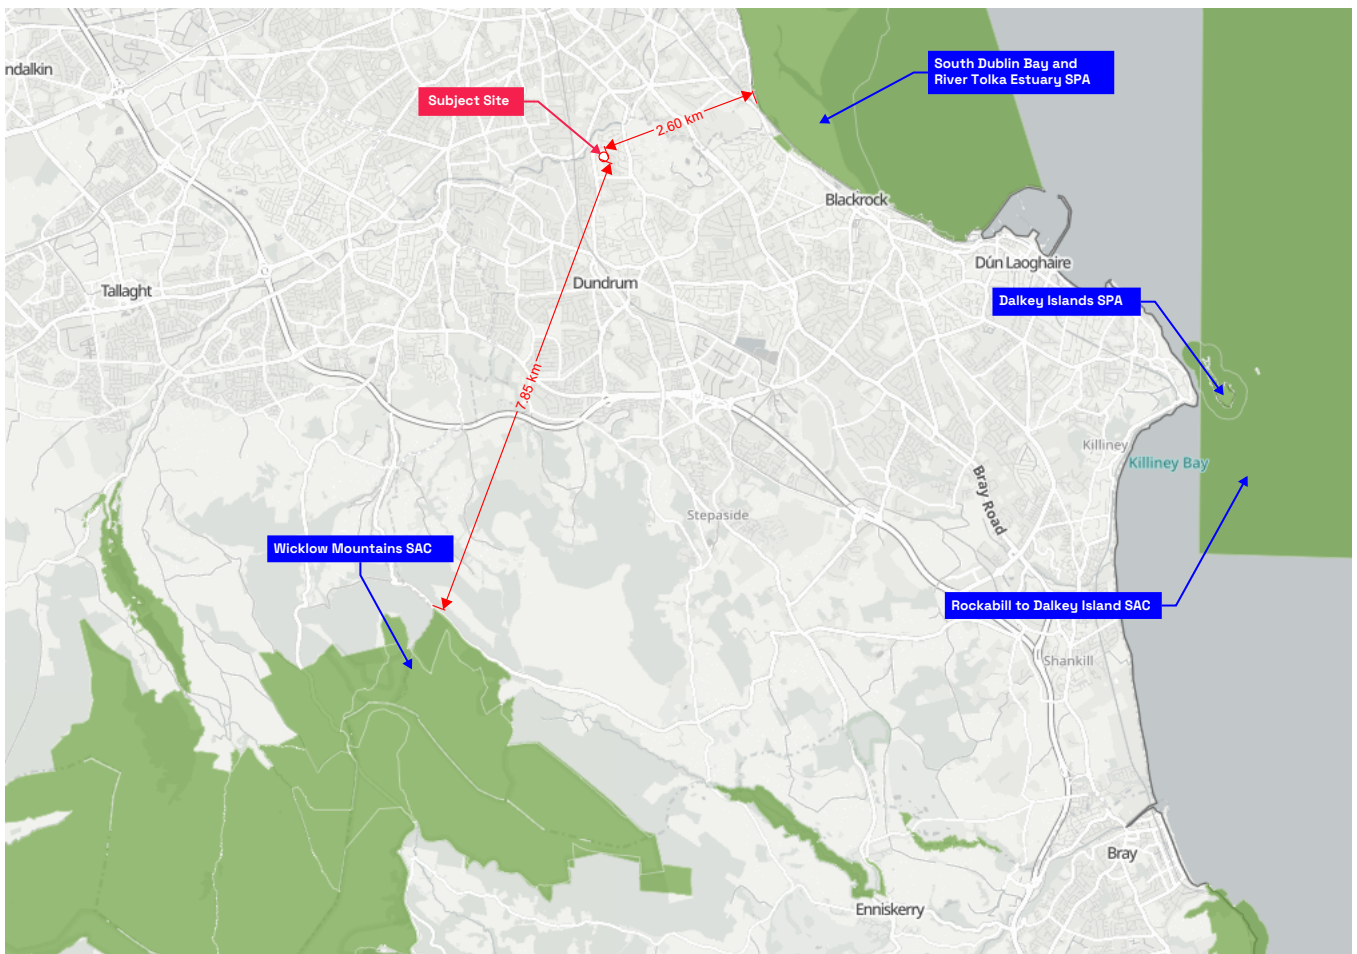 ndalkin
South Dublin Bay and
River Tolka Estuary SPA
Subject Site
2.60 km
Blackrock
Dún Laoghaire
Dundrum
Tallaght
Dalkey Islands SPA
7.85 km
Killiney
Killiney Bay
Bray Road
Stepaside
Wicklow Mountains SAC
Rockabill to Dalkey Island SAC
Shankill
Bray
Enniskerry